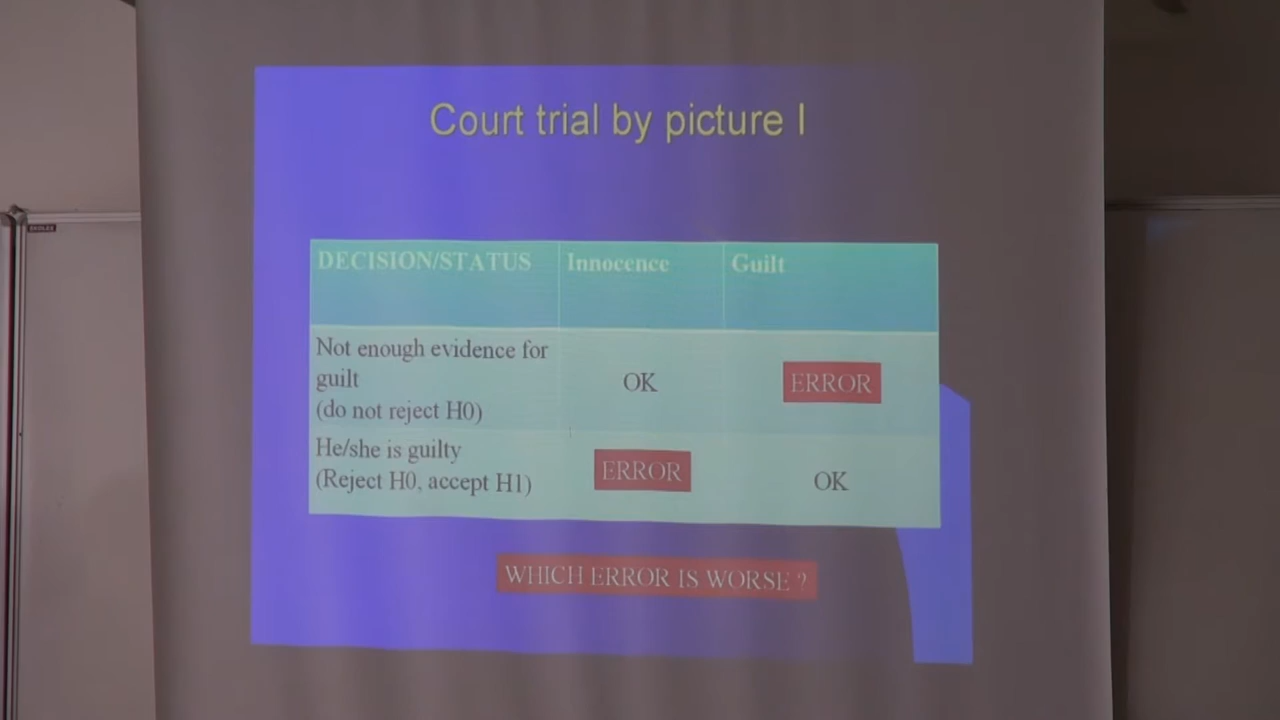 Court trial by picture I
DECISION/STATUS
Innocence
Guilt
Not enough evidence for
guilt
(do not reject H0)
OK
ERROR
He/she is guilty
(Reject H0, accept H1)
ERROR
OK
WHICH ERROR IS WORSE ?